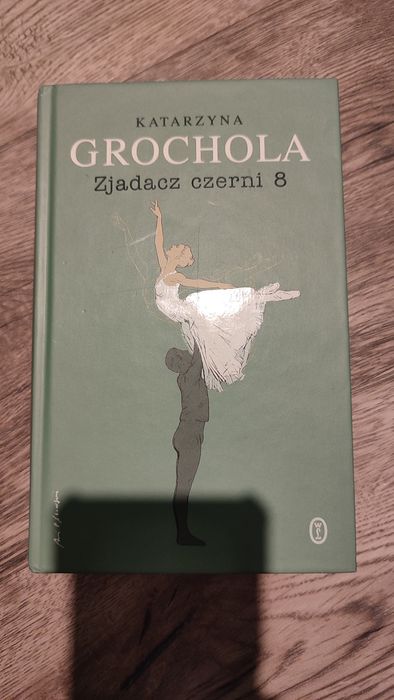 KATARZYNA
GROCHOLA
Zjadacz czerni 8